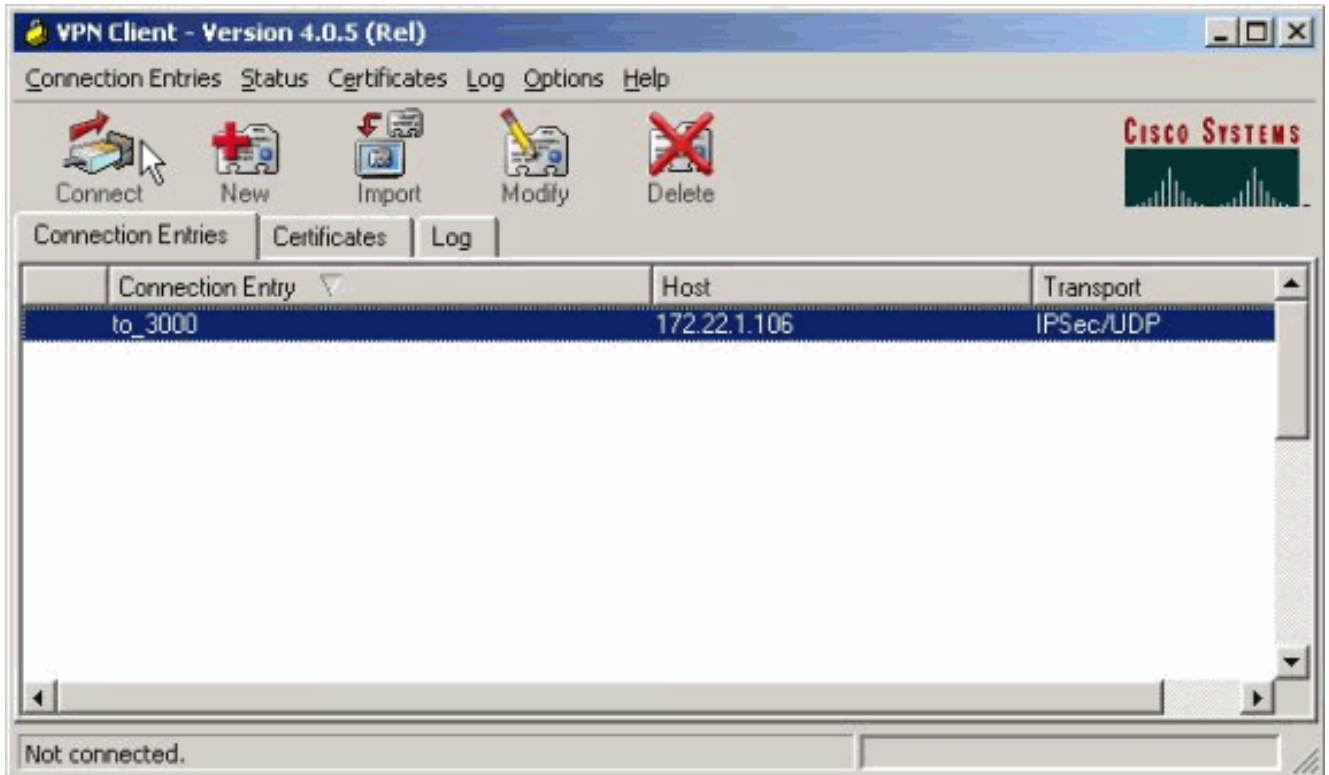 VPN Client - Version 4.0.5 (Rel)
Connection Entries Status Certificates Log Options Help
Connect New Import Modify Delete
CISCO SYSTEMS
Connection Entries Certificates Log
Connection Entry Host Transport
to_3000 172.22.1.106 IPSec/UDP
Not connected.